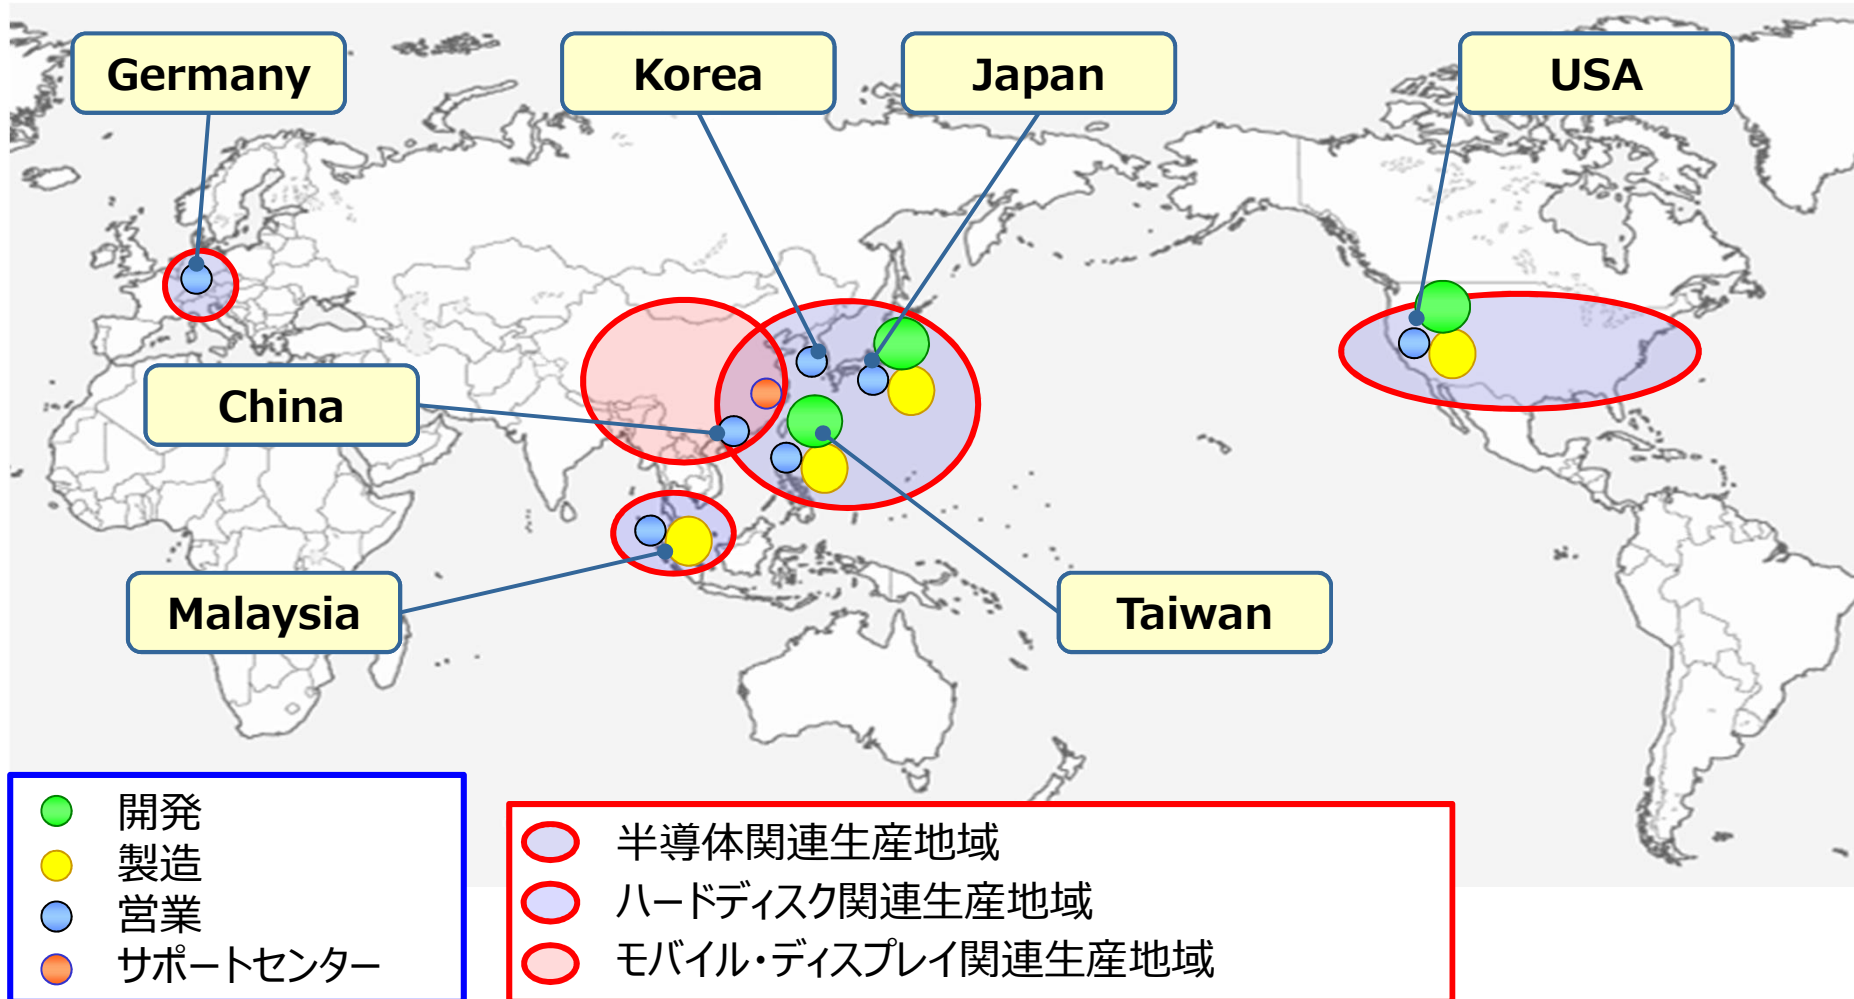 Germany
Korea
Japan
USA
China
Malaysia
Taiwan
開発
製造
営業
サポートセンター
半導体関連生産地域
ハードディスク関連生産地域
モバイル・ディスプレイ関連生産地域